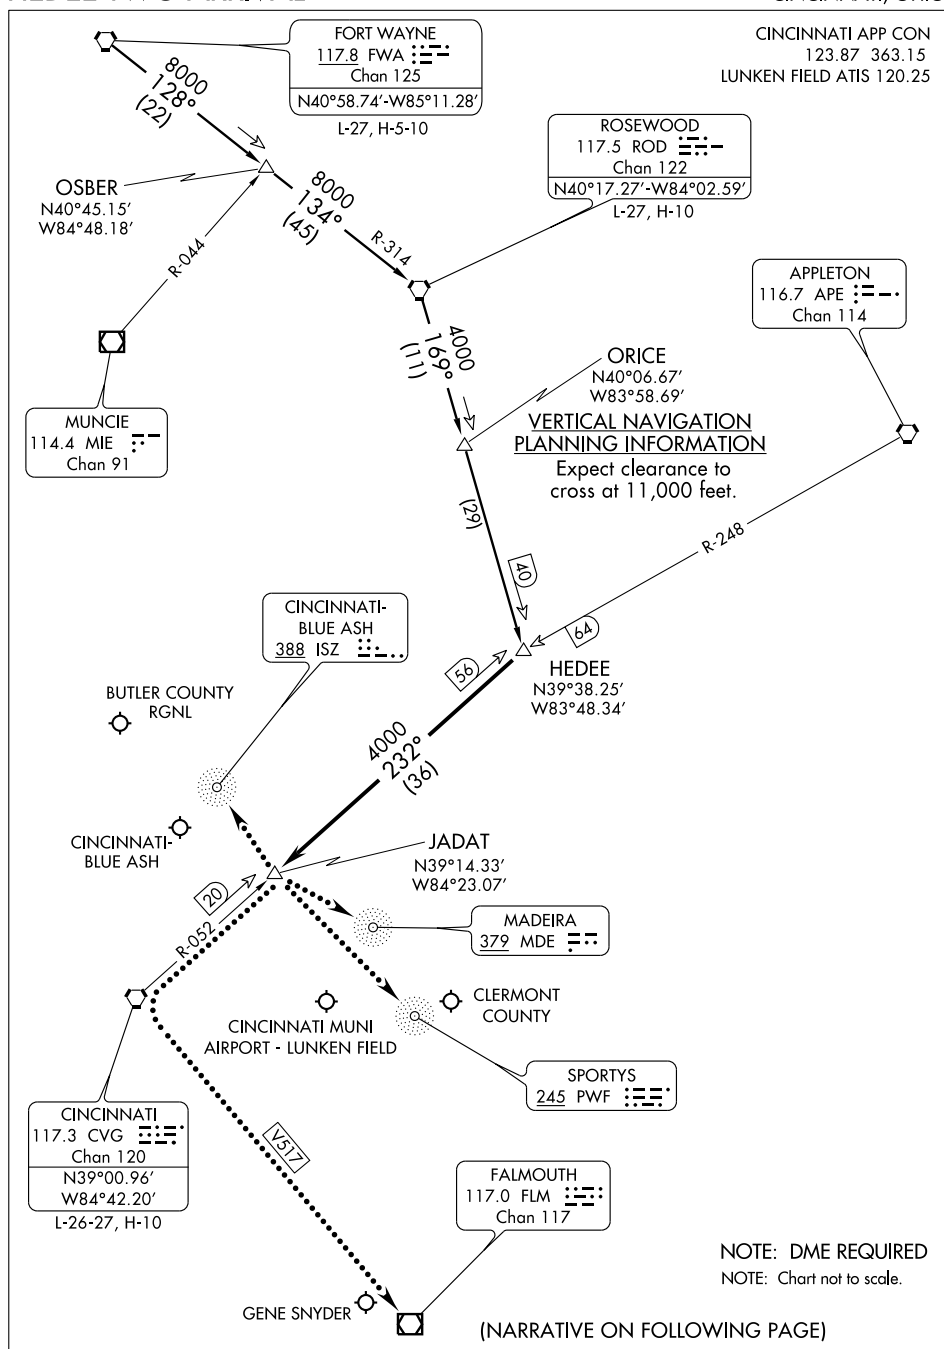 FORT WAYNE
117.8 FWA
Chan 125
N40°58.74'-W85°11.28'
L-27, H-5-10
CINCINNATI APP CON
123.87 363.15
LUNKEN FIELD ATIS 120.25
8000
128°
(22)
ROSEWOOD
117.5 ROD
Chan 122
N40°17.27'-W84°02.59'
L-27, H-10
OSBER
N40°45.15'
W84°48.18'
8000
134°
(45)
R-314
R-044
APPLETON
116.7 APE
Chan 114
4000
169°
(11)
ORICE
N40°06.67'
W83°58.69'
VERTICAL NAVIGATION
PLANNING INFORMATION
Expect clearance to
cross at 11,000 feet.
MUNCIE
114.4 MIE
Chan 91
(29)
R-248
40
64
CINCINNATI-
BLUE ASH
388 ISZ
56
HEDEE
N39°38.25'
W83°48.34'
BUTLER COUNTY
RGNL
4000
232°
(36)
CINCINNATI-
BLUE ASH
JADAT
N39°14.33'
W84°23.07'
20
R-052
MADEIRA
379 MDE
CLERMONT
COUNTY
CINCINNATI MUNI
AIRPORT - LUNKEN FIELD
SPORTYS
245 PWF
CINCINNATI
117.3 CVG
Chan 120
N39°00.96'
W84°42.20'
L-26-27, H-10
V517
FALMOUTH
117.0 FLM
Chan 117
NOTE: DME REQUIRED
NOTE: Chart not to scale.
GENE SNYDER
(NARRATIVE ON FOLLOWING PAGE)